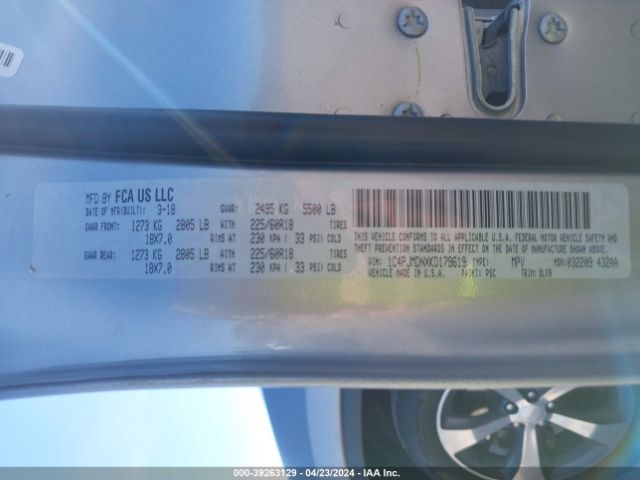 MFD BY FCA US LLC
DATE OF MFR(BUILT): 3-18 GVWR: 2495 KG 5500 LB
GAWR FRONT: 1273 KG 2805 LB WITH 225/60R18 TIRES
18X7.0 RIMS AT 230 KPA ( 33 PSI) COLD
GAWR REAR: 1273 KG 2805 LB WITH 225/60R18 TIRES
18X7.0 RIMS AT 230 KPA ( 33 PSI) COLD
THIS VEHICLE CONFORMS TO ALL APPLICABLE U.S.A. FEDERAL MOTOR VEHICLE SAFETY AND
THEFT PREVENTION STANDARDS IN EFFECT ON THE DATE OF MANUFACTURE SHOWN ABOVE.
VIN: 1C4PJMDNXKD179619 TYPE: MPV MDH: 032209 432AA
VEHICLE MADE IN U.S.A. PAINT: PSC TRIM: DLX9
000-39263129 - 04/23/2024 - IAA Inc.